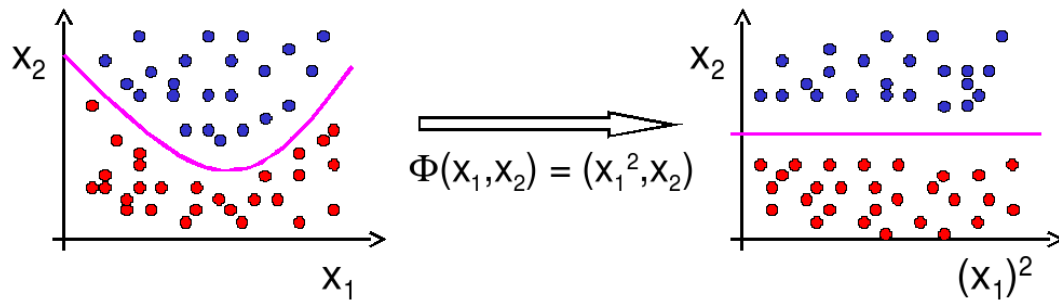 x₂
x₁
Φ(x₁,x₂) = (x₁²,x₂)
x₂
(x₁)²